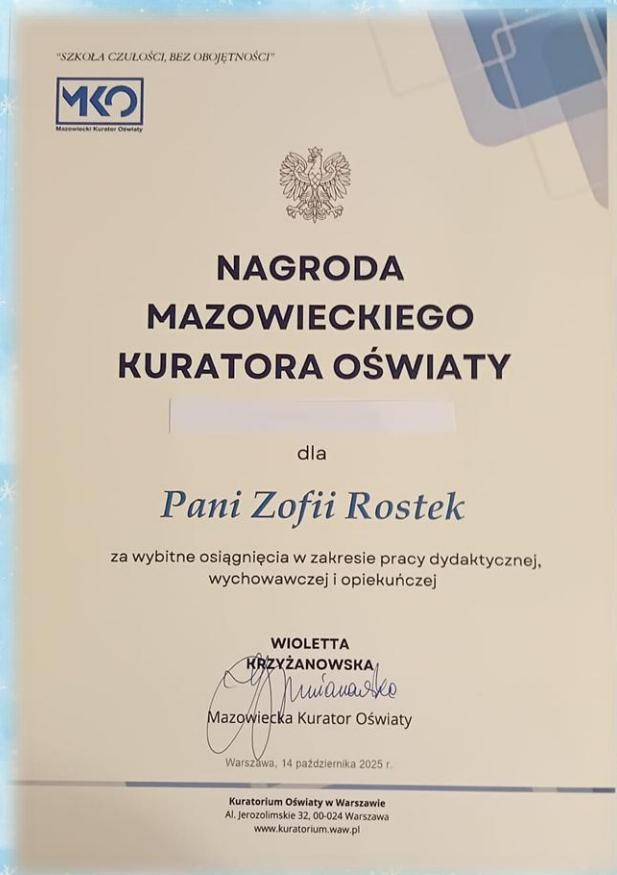 "SZKOŁA CZUŁOŚCI, BEZ OBOJĘTNOŚCI"
MKO
Mazowiecki Kurator Oświaty
NAGRODA
MAZOWIECKIEGO
KURATORA OŚWIATY
dla
Pani Zofii Rostek
za wybitne osiągnięcia w zakresie pracy dydaktycznej,
wychowawczej i opiekuńczej
WIOLETTA
KRZYŻANOWSKA
Mazowiecka Kurator Oświaty
Warszawa, 14 października 2025 r.
Kuratorium Oświaty w Warszawie
Al. Jerozolimskie 32, 00-024 Warszawa
www.kuratorium.waw.pl